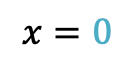 x = 0